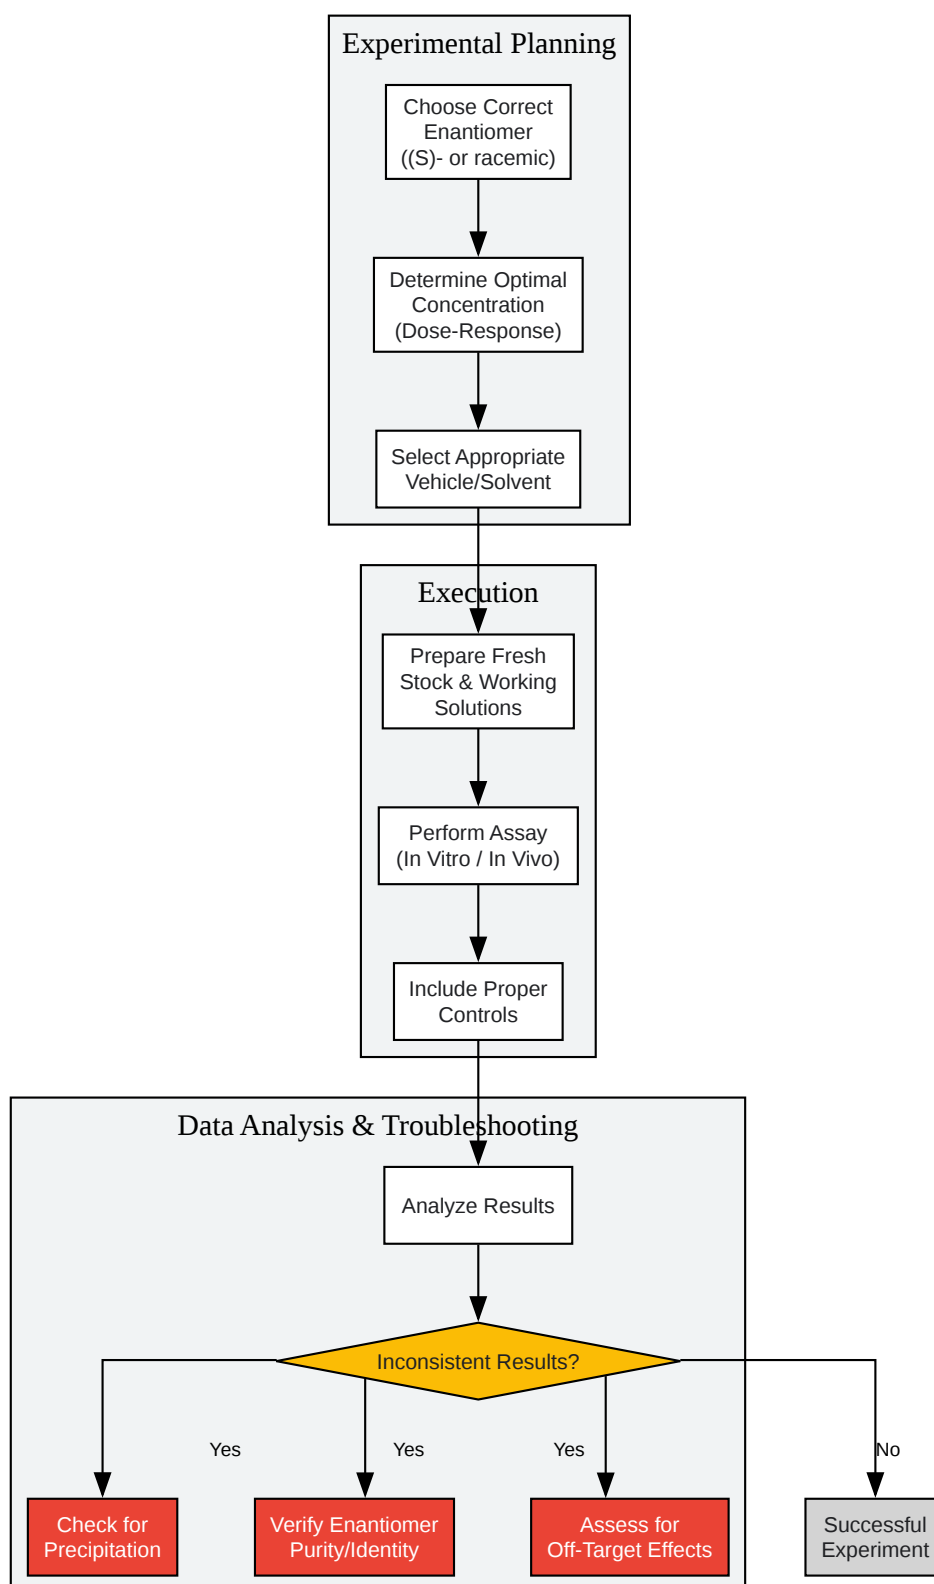 Experimental Planning
Choose Correct
Enantiomer
((S)- or racemic)
Determine Optimal
Concentration
(Dose-Response)
Select Appropriate
Vehicle/Solvent
Execution
Prepare Fresh
Stock & Working
Solutions
Perform Assay
(In Vitro / In Vivo)
Include Proper
Controls
Data Analysis & Troubleshooting
Analyze Results
Inconsistent Results?
Yes
Yes
Yes
No
Check for
Precipitation
Verify Enantiomer
Purity/Identity
Assess for
Off-Target Effects
Successful
Experiment